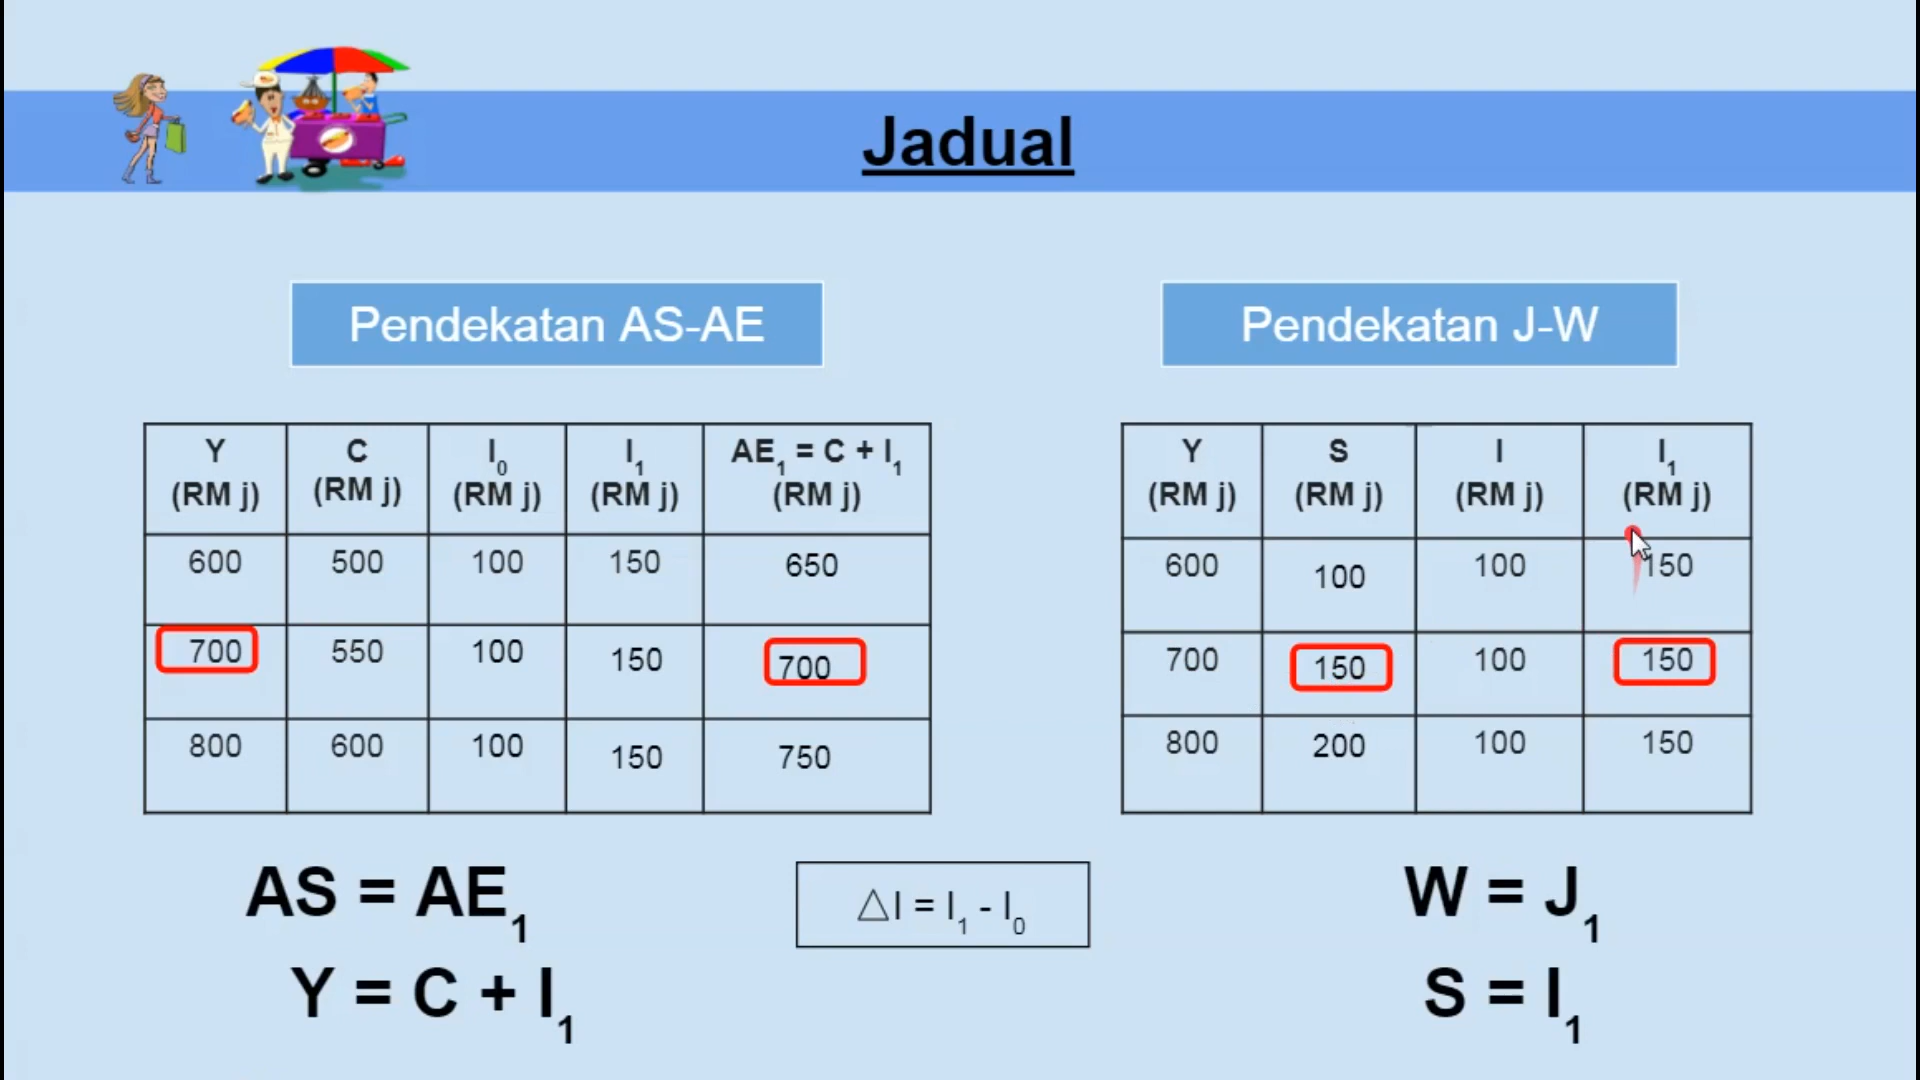 Jadual
Pendekatan AS-AE
Y (RM j) C (RM j) I₀ (RM j) I₁ (RM j) AE₁ = C + I₁ (RM j)
600 500 100 150 650
700 550 100 150 700
800 600 100 150 750
AS = AE₁
Y = C + I₁
△I = I₁ - I₀
Pendekatan J-W
Y (RM j) S (RM j) I (RM j) I₁ (RM j)
600 100 100 150
700 150 100 150
800 200 100 150
W = J₁
S = I₁